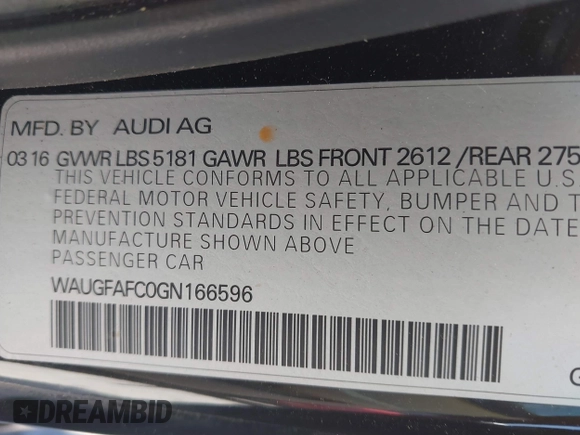 MFD. BY AUDI AG
03 16 GVWR LBS 5181 GAWR LBS FRONT 2612 /REAR 275
THIS VEHICLE CONFORMS TO ALL APPLICABLE U.S
FEDERAL MOTOR VEHICLE SAFETY, BUMPER AND T
PREVENTION STANDARDS IN EFFECT ON THE DATE
MANUFACTURE SHOWN ABOVE
PASSENGER CAR
WAUGFAFC0GN166596
G
DREAMBID